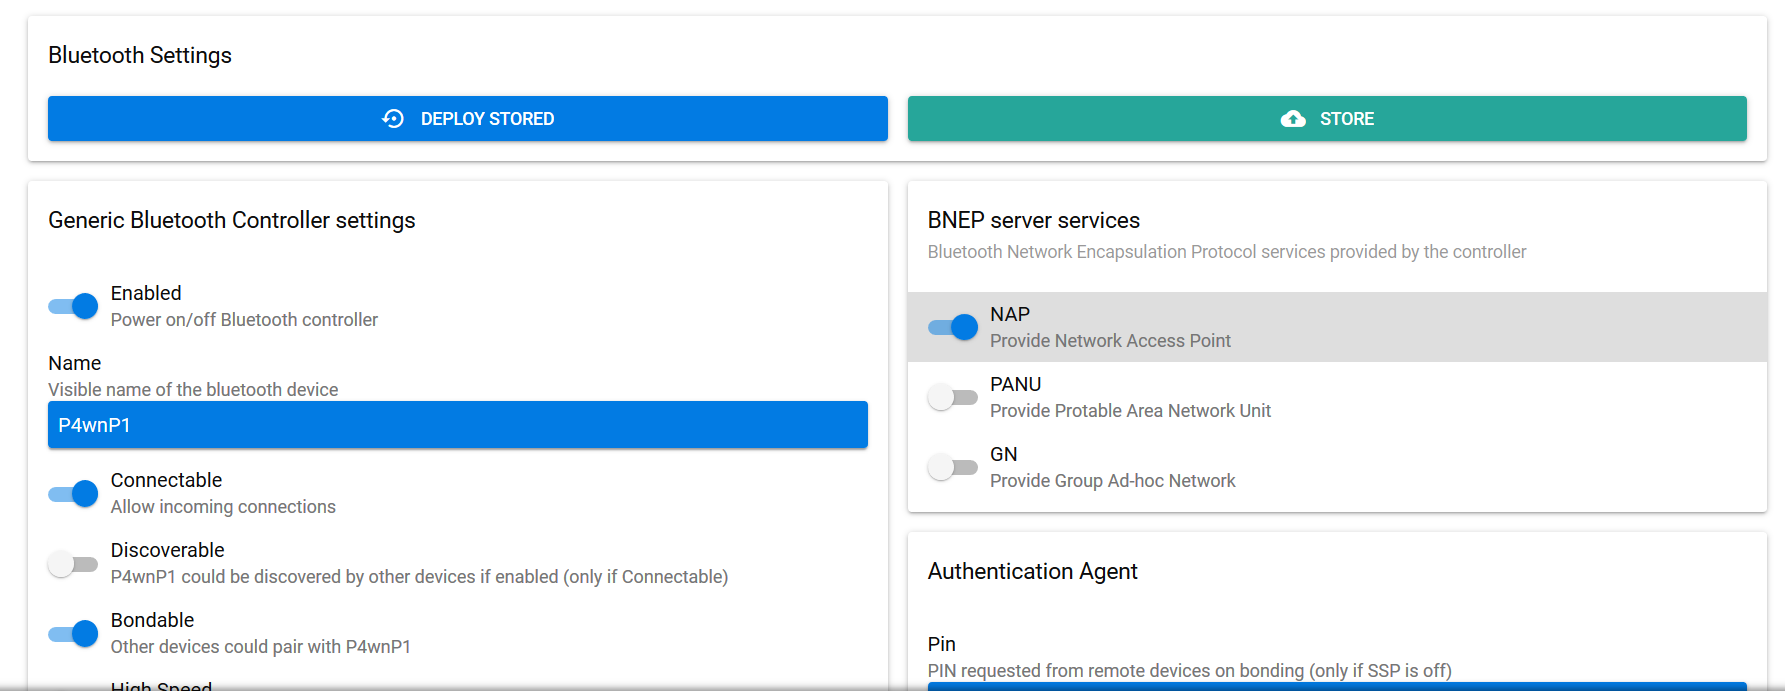 Bluetooth Settings
DEPLOY STORED
STORE
Generic Bluetooth Controller settings
Enabled
Power on/off Bluetooth controller
Name
Visible name of the bluetooth device
P4wnP1
Connectable
Allow incoming connections
Discoverable
P4wnP1 could be discovered by other devices if enabled (only if Connectable)
Bondable
Other devices could pair with P4wnP1
High Speed
BNEP server services
Bluetooth Network Encapsulation Protocol services provided by the controller
NAP
Provide Network Access Point
PANU
Provide Protable Area Network Unit
GN
Provide Group Ad-hoc Network
Authentication Agent
Pin
PIN requested from remote devices on bonding (only if SSP is off)